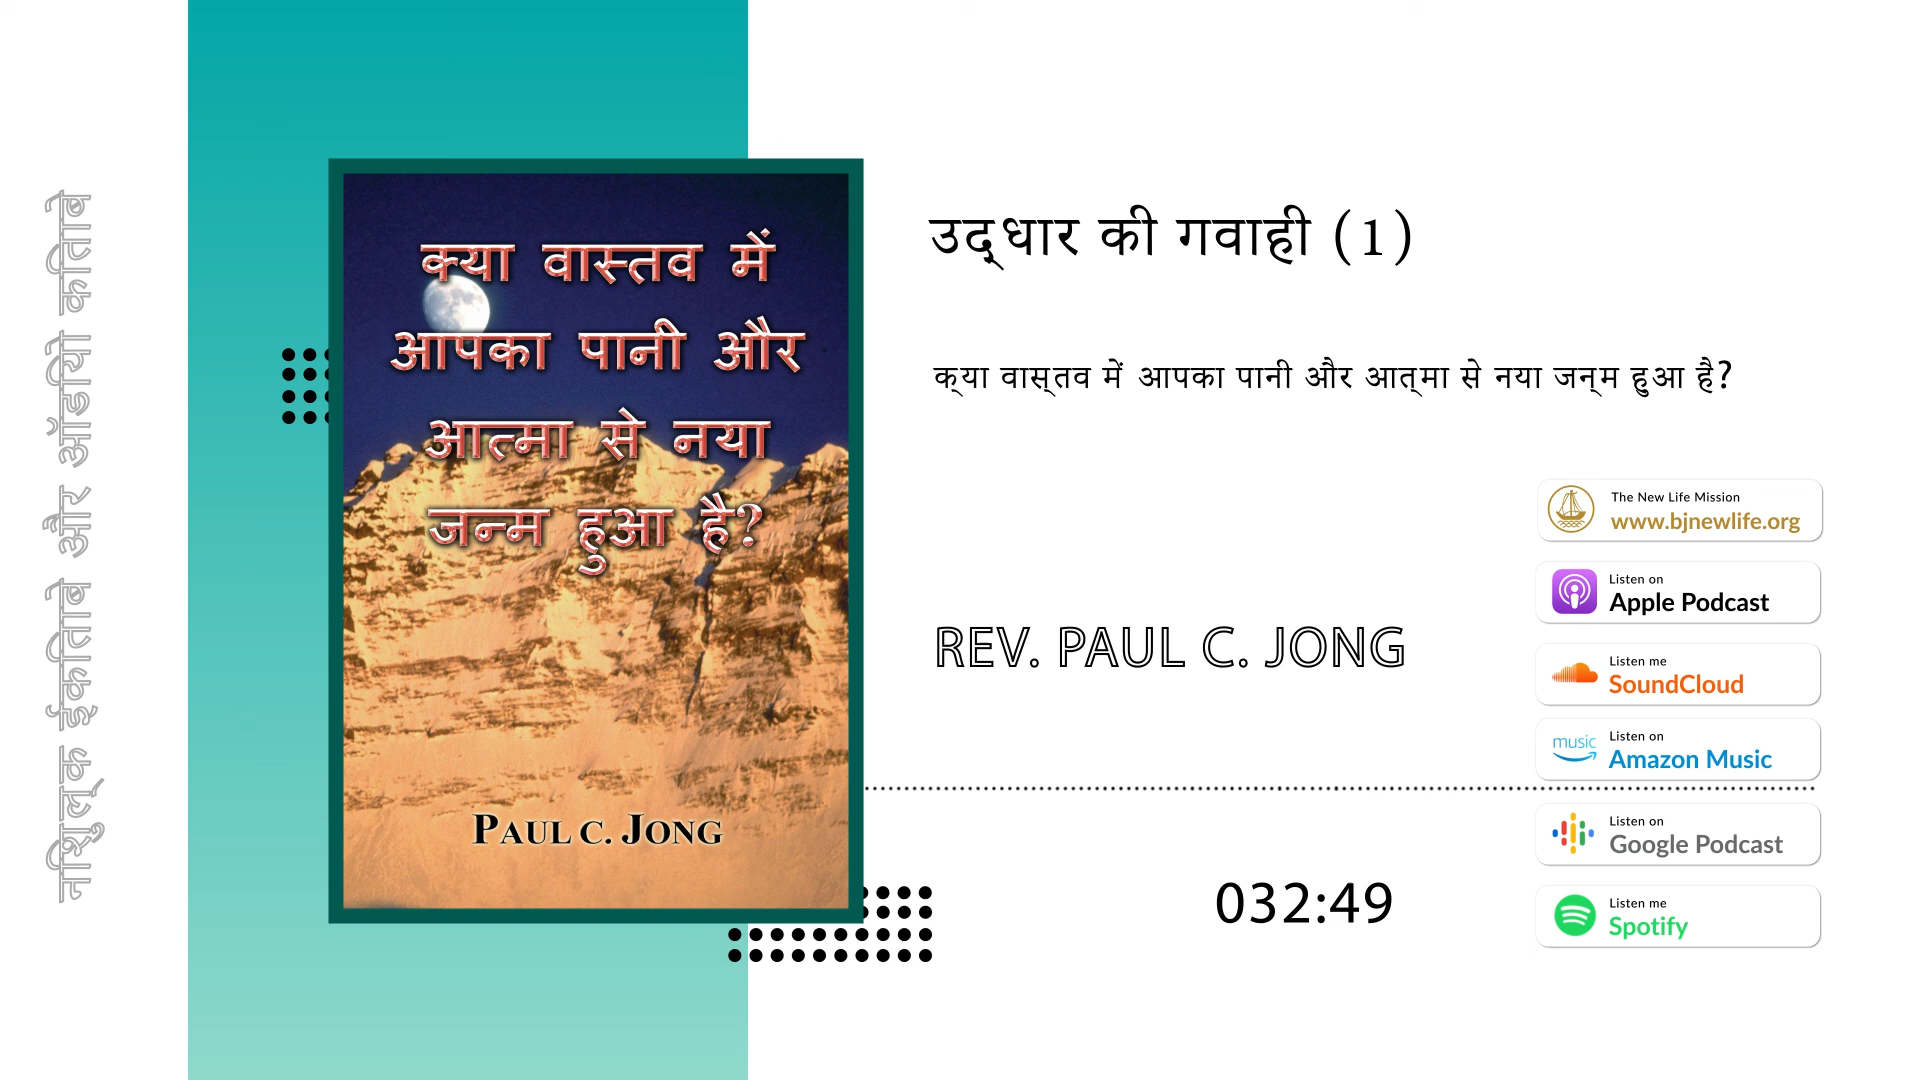 नि:शुल्क ईकिताबे और ऑडियो किताबे
क्या वास्तव में
आपका पानी और
आत्मा से नया
जन्म हुआ है?
PAUL C. JONG
उद्धार की गवाही (1)
क्या वास्तव में आपका पानी और आत्मा से नया जन्म हुआ है?
REV. PAUL C. JONG
032:49
The New Life Mission
www.bjnewlife.org
Listen on
Apple Podcast
Listen me
SoundCloud
music
Listen on
Amazon Music
Listen on
Google Podcast
Listen me
Spotify